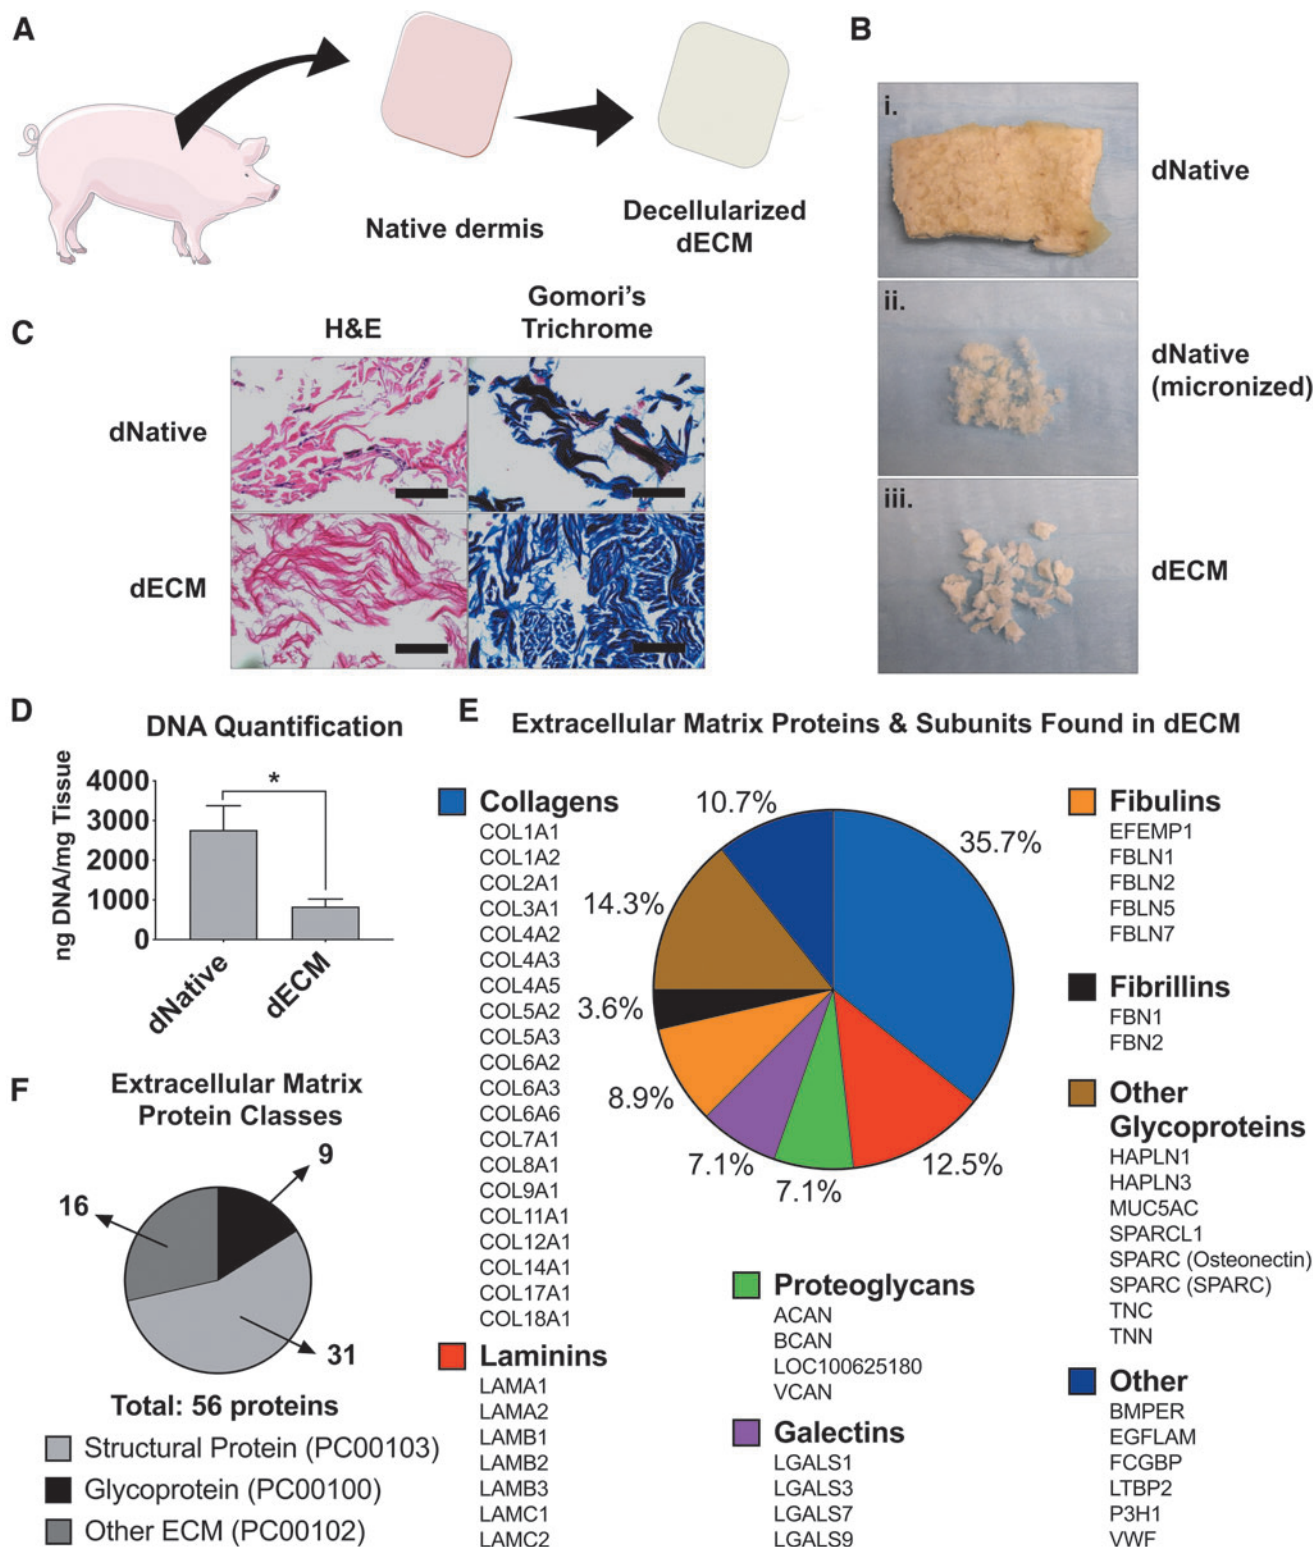 A
Native dermis
Decellularized
dECM
B
i.
dNative
ii.
dNative
(micronized)
iii.
dECM
C
H&E
Gomori's
Trichrome
dNative
dECM
D
DNA Quantification
ng DNA/mg Tissue
4000
3000
2000
1000
0
*
dNative
dECM
E
Extracellular Matrix Proteins & Subunits Found in dECM
Collagens
COL1A1
COL1A2
COL2A1
COL3A1
COL4A2
COL4A3
COL4A5
COL5A2
COL5A3
COL6A2
COL6A3
COL6A6
COL7A1
COL8A1
COL9A1
COL11A1
COL12A1
COL14A1
COL17A1
COL18A1
Laminins
LAMA1
LAMA2
LAMB1
LAMB2
LAMB3
LAMC1
LAMC2
10.7%
35.7%
14.3%
3.6%
8.9%
7.1%
7.1%
12.5%
Proteoglycans
ACAN
BCAN
LOC100625180
VCAN
Galectins
LGALS1
LGALS3
LGALS7
LGALS9
Fibulins
EFEMP1
FBLN1
FBLN2
FBLN5
FBLN7
Fibrillins
FBN1
FBN2
Other
Glycoproteins
HAPLN1
HAPLN3
MUC5AC
SPARCL1
SPARC (Osteonectin)
SPARC (SPARC)
TNC
TNN
Other
BMPER
EGFLAM
FCGBP
LTBP2
P3H1
VWF
F
Extracellular Matrix
Protein Classes
9
16
31
Total: 56 proteins
Structural Protein (PC00103)
Glycoprotein (PC00100)
Other ECM (PC00102)